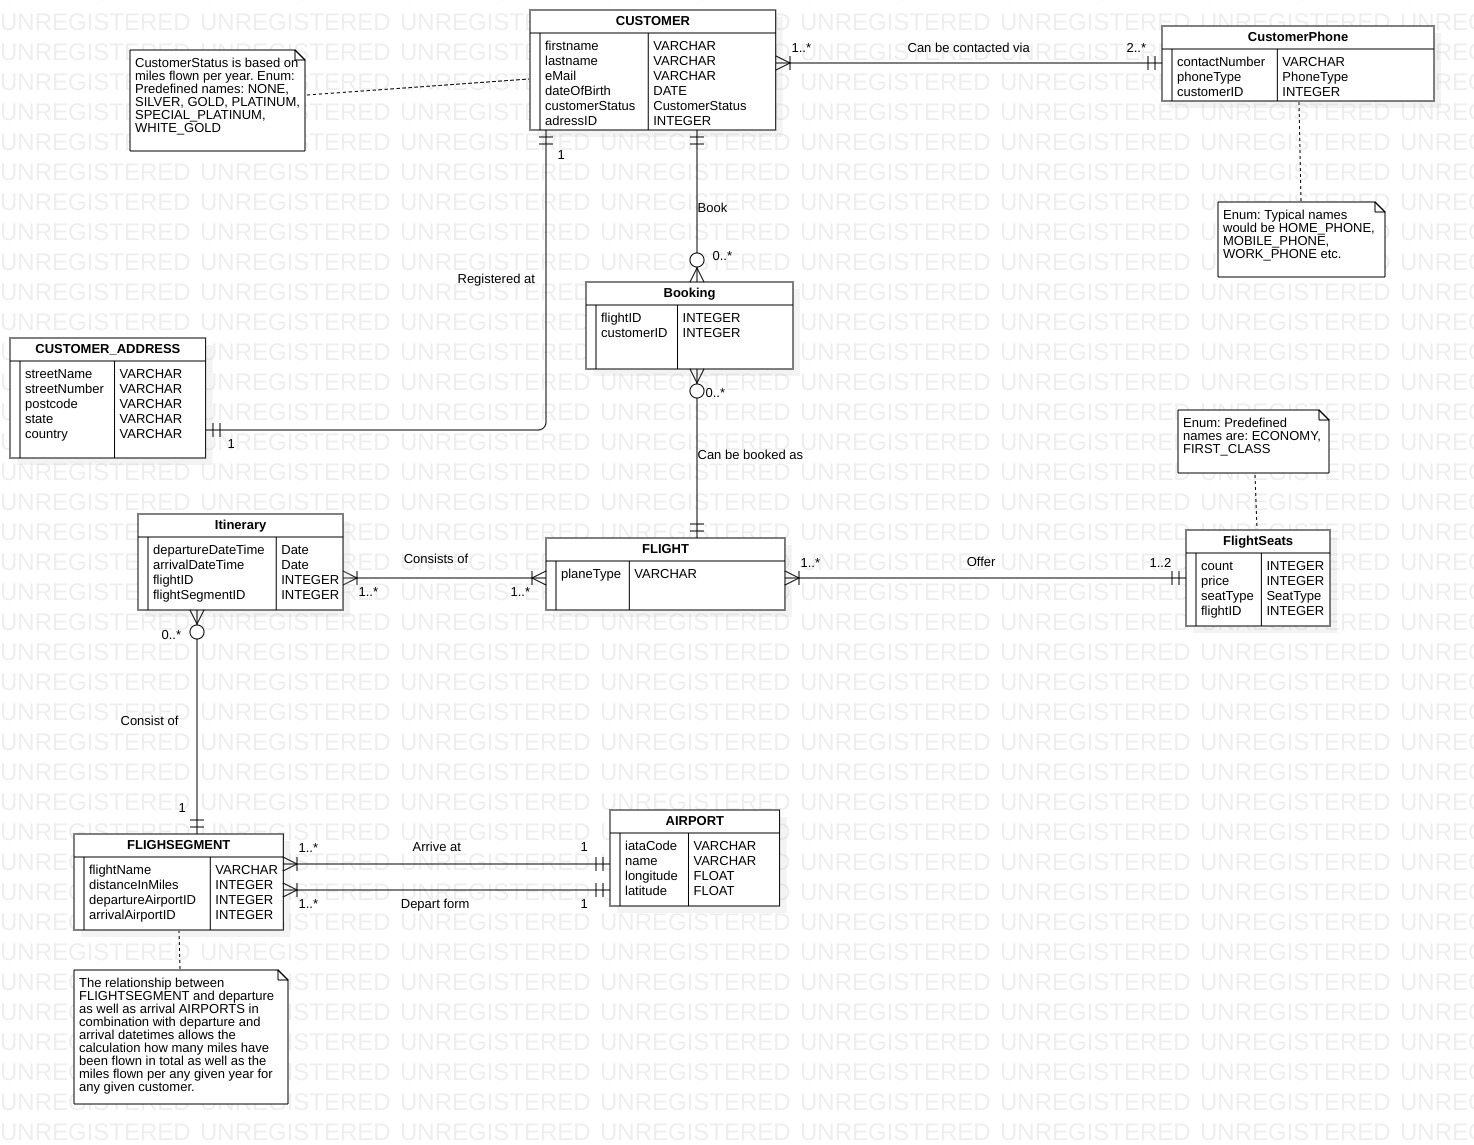 CUSTOMER
firstname VARCHAR
lastname VARCHAR
eMail VARCHAR
dateOfBirth DATE
customerStatus CustomerStatus
adressID INTEGER
CustomerStatus is based on
miles flown per year. Enum:
Predefined names: NONE,
SILVER, GOLD, PLATINUM,
SPECIAL_PLATINUM,
WHITE_GOLD
1..* Can be contacted via 2..*
CustomerPhone
contactNumber VARCHAR
phoneType PhoneType
customerID INTEGER
Enum: Typical names
would be HOME_PHONE,
MOBILE_PHONE,
WORK_PHONE etc.
1
Book
0..*
Registered at
Booking
flightID INTEGER
customerID INTEGER
CUSTOMER_ADDRESS
streetName VARCHAR
streetNumber VARCHAR
postcode VARCHAR
state VARCHAR
country VARCHAR
1
0..*
Can be booked as
Enum: Predefined
names are: ECONOMY,
FIRST_CLASS
Itinerary
departureDateTime Date
arrivalDateTime Date
flightID INTEGER
flightSegmentID INTEGER
Consists of
1..* 1..*
FLIGHT
planeType VARCHAR
1..* Offer 1..2
FlightSeats
count INTEGER
price INTEGER
seatType SeatType
flightID INTEGER
0..*
Consist of
1
FLIGHSEGMENT
flightName VARCHAR
distanceInMiles INTEGER
departureAirportID INTEGER
arrivalAirportID INTEGER
1..* Arrive at 1
1..* Depart form 1
AIRPORT
iataCode VARCHAR
name VARCHAR
longitude FLOAT
latitude FLOAT
The relationship between
FLIGHTSEGMENT and departure
as well as arrival AIRPORTS in
combination with departure and
arrival datetimes allows the
calculation how many miles have
been flown in total as well as the
miles flown per any given year for
any given customer.
UNREGISTERED